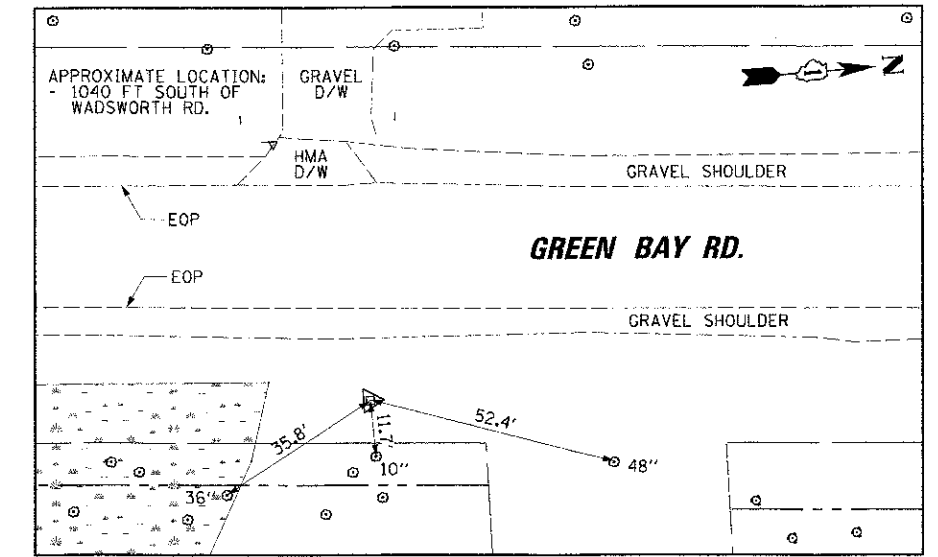 APPROXIMATE LOCATION:
- 1040 FT SOUTH OF
WADSWORTH RD.
GRAVEL
D/W
N
HMA
D/W
GRAVEL SHOULDER
EOP
GREEN BAY RD.
EOP
GRAVEL SHOULDER
35.8'
11.7'
52.4'
10"
48"
36"